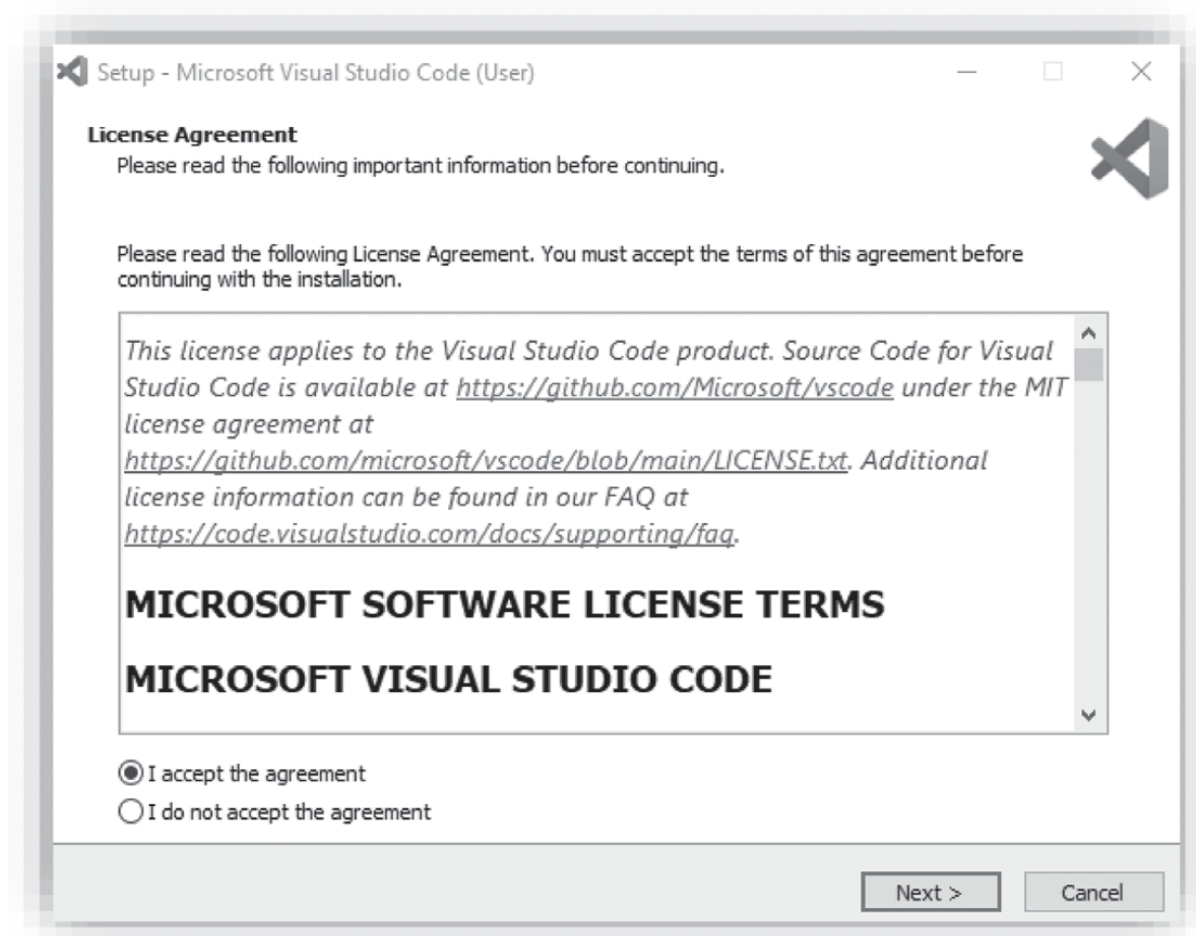 Setup - Microsoft Visual Studio Code (User)
License Agreement
Please read the following important information before continuing.
Please read the following License Agreement. You must accept the terms of this agreement before
continuing with the installation.
This license applies to the Visual Studio Code product. Source Code for Visual
Studio Code is available at https://github.com/Microsoft/vscode under the MIT
license agreement at
https://github.com/microsoft/vscode/blob/main/LICENSE.txt. Additional
license information can be found in our FAQ at
https://code.visualstudio.com/docs/supporting/faq.
MICROSOFT SOFTWARE LICENSE TERMS
MICROSOFT VISUAL STUDIO CODE
I accept the agreement
I do not accept the agreement
Next >
Cancel